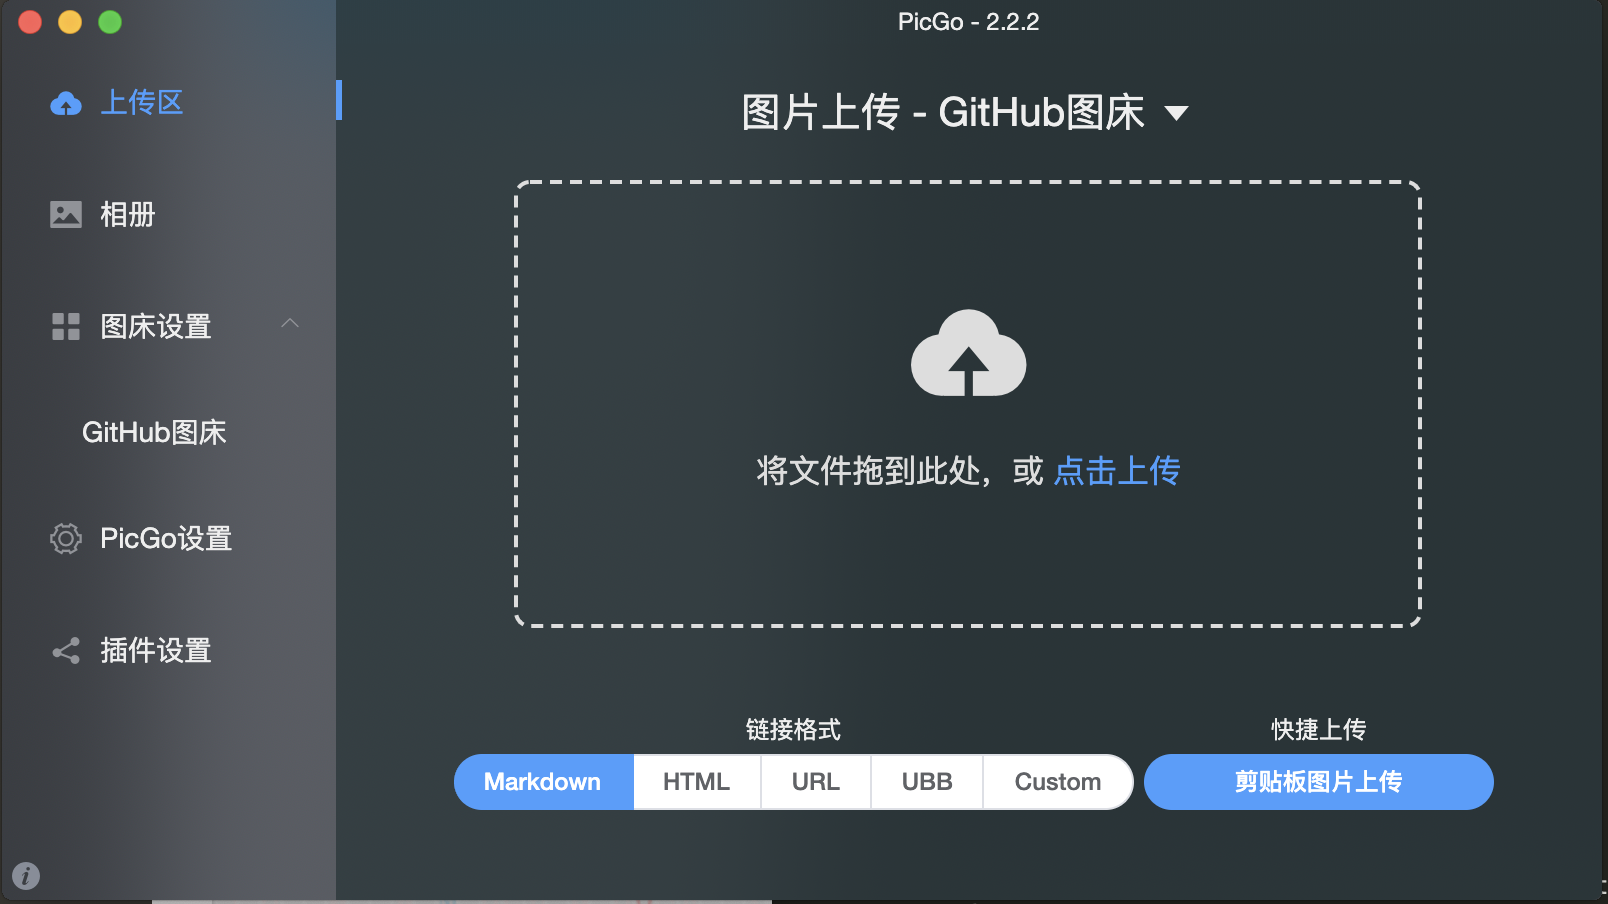 PicGo - 2.2.2
上传区
相册
图床设置
GitHub图床
PicGo设置
插件设置
图片上传 - GitHub图床
将文件拖到此处，或 点击上传
链接格式
Markdown HTML URL UBB Custom
快捷上传
剪贴板图片上传
i